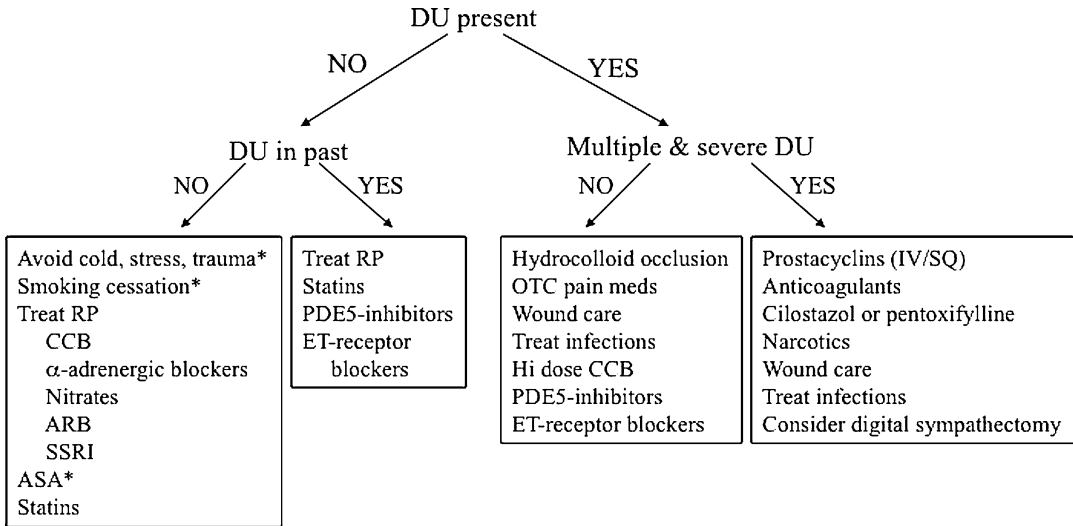 DU present
NO
YES
DU in past
Multiple & severe DU
NO
YES
NO
YES
Avoid cold, stress, trauma*
Smoking cessation*
Treat RP
CCB
α-adrenergic blockers
Nitrates
ARB
SSRI
ASA*
Statins
Treat RP
Statins
PDE5-inhibitors
ET-receptor
blockers
Hydrocolloid occlusion
OTC pain meds
Wound care
Treat infections
Hi dose CCB
PDE5-inhibitors
ET-receptor blockers
Prostacyclins (IV/SQ)
Anticoagulants
Cilostazol or pentoxifylline
Narcotics
Wound care
Treat infections
Consider digital sympathectomy